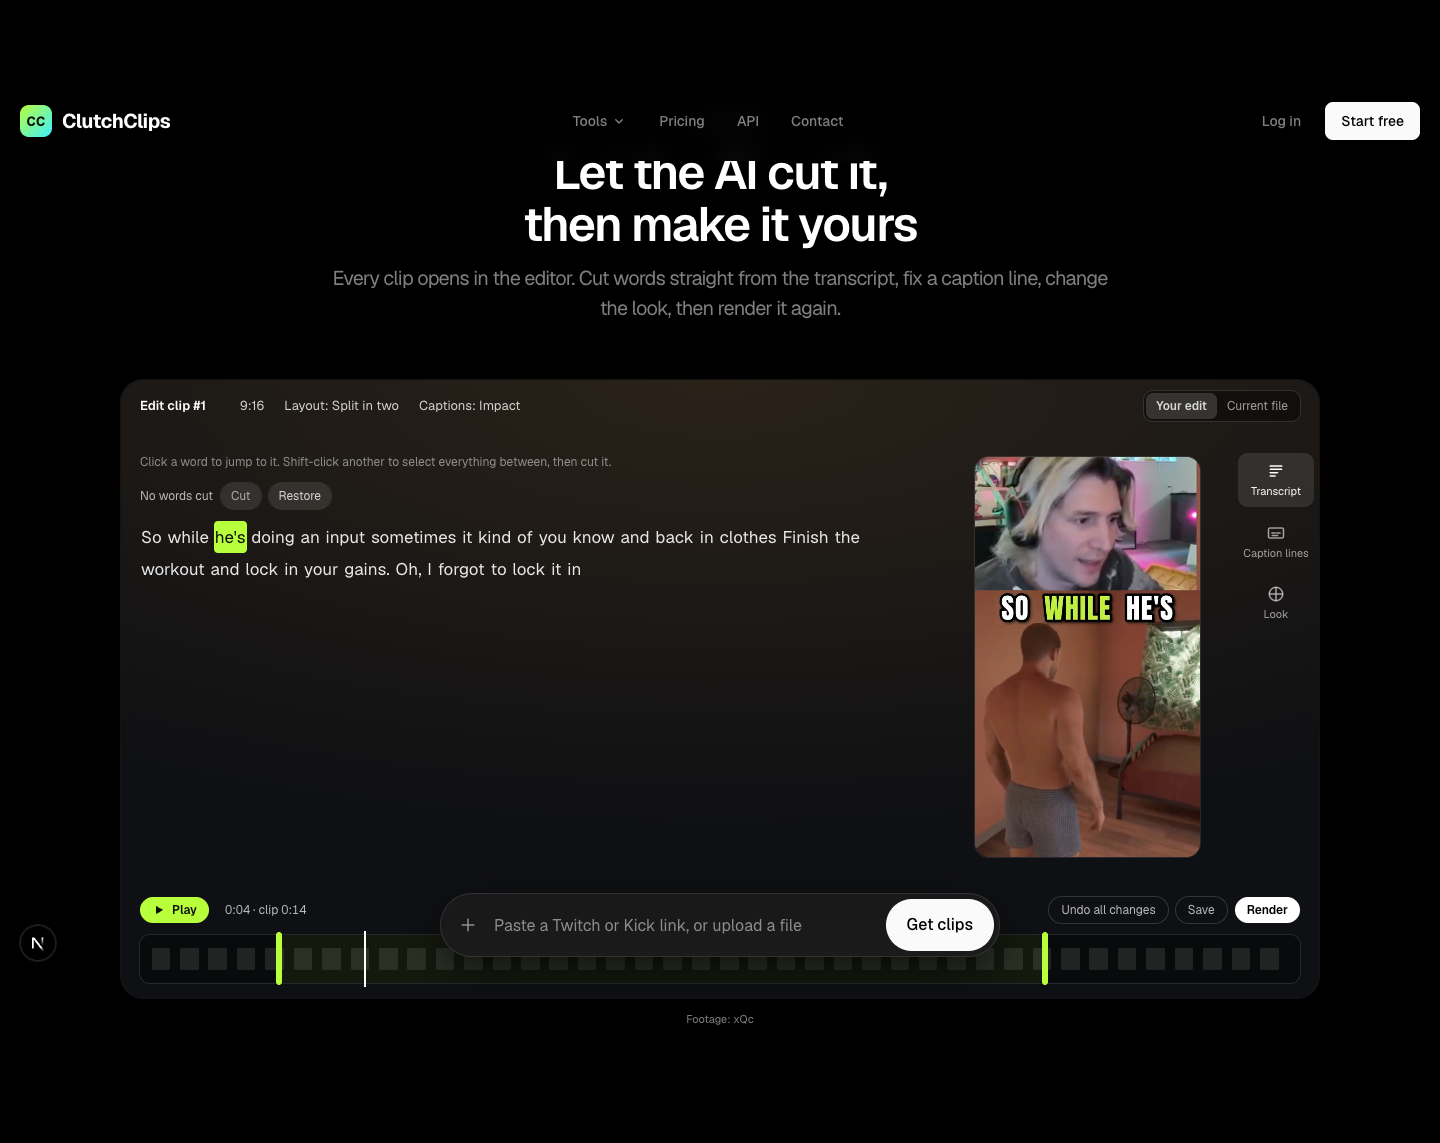 CC ClutchClips
Tools
Pricing
API
Contact
Log in
Start free
Let the AI cut it,
then make it yours
Every clip opens in the editor. Cut words straight from the transcript, fix a caption line, change
the look, then render it again.
Edit clip #1
9:16
Layout: Split in two
Captions: Impact
Your edit
Current file
Click a word to jump to it. Shift-click another to select everything between, then cut it.
No words cut
Cut
Restore
So while he's doing an input sometimes it kind of you know and back in clothes Finish the
workout and lock in your gains. Oh, I forgot to lock it in
SO WHILE HE'S
Transcript
Caption lines
Look
Play
0:04 · clip 0:14
Paste a Twitch or Kick link, or upload a file
Get clips
Undo all changes
Save
Render
N
Footage: xQc